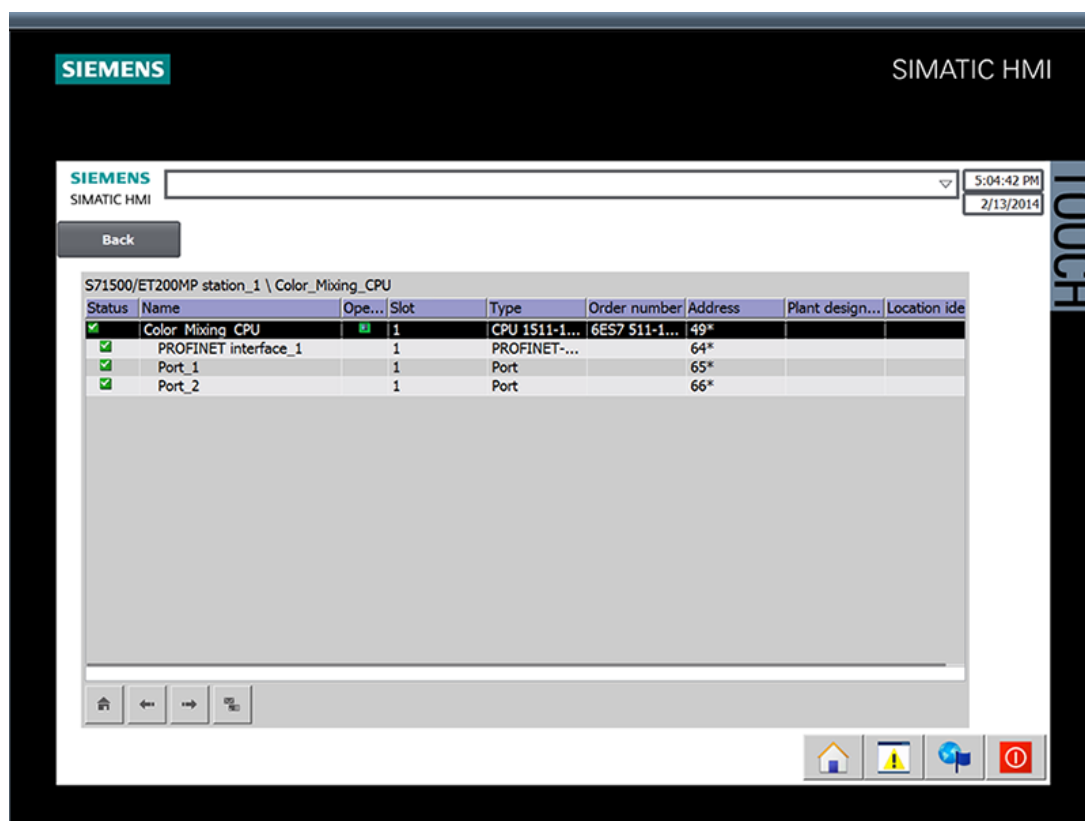 SIEMENS
SIMATIC HMI
SIEMENS
SIMATIC HMI
5:04:42 PM
2/13/2014
TOUCH
Back
S71500/ET200MP station_1 \ Color_Mixing_CPU
Status Name Ope... Slot Type Order number Address Plant design... Location ide
Color_Mixing_CPU 1 CPU 1511-1... 6ES7 511-1... 49*
PROFINET interface_1 1 PROFINET-... 64*
Port_1 1 Port 65*
Port_2 1 Port 66*